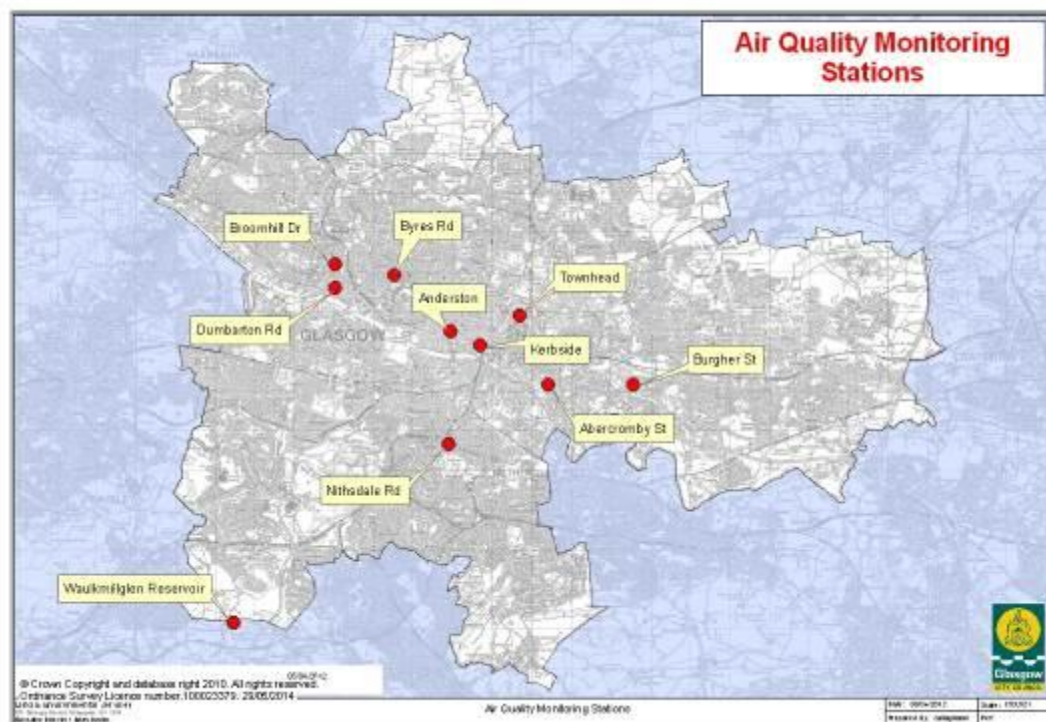 Air Quality Monitoring
Stations
Broomhill Dr
Byres Rd
Townhead
Anderston
Dumbarton Rd
GLASGOW
Kerbside
Burgher St
Abercromby St
Nithsdale Rd
Waulkmillglen Reservoir
© Crown Copyright and database right 2010. All rights reserved.
Ordnance Survey Licence number 100023379. 29/05/2014
Air Quality Monitoring Stations
Glasgow
CITY COUNCIL